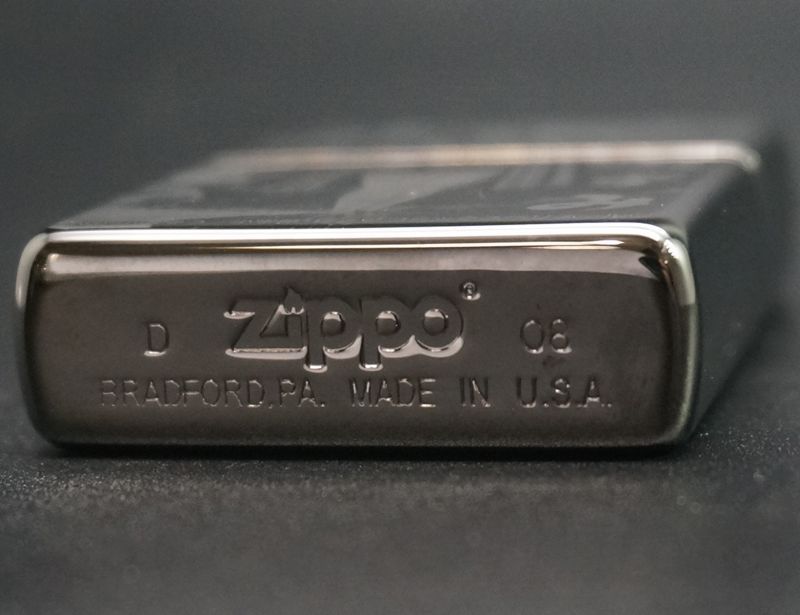 D zippo® 08
BRADFORD,PA. MADE IN U.S.A.